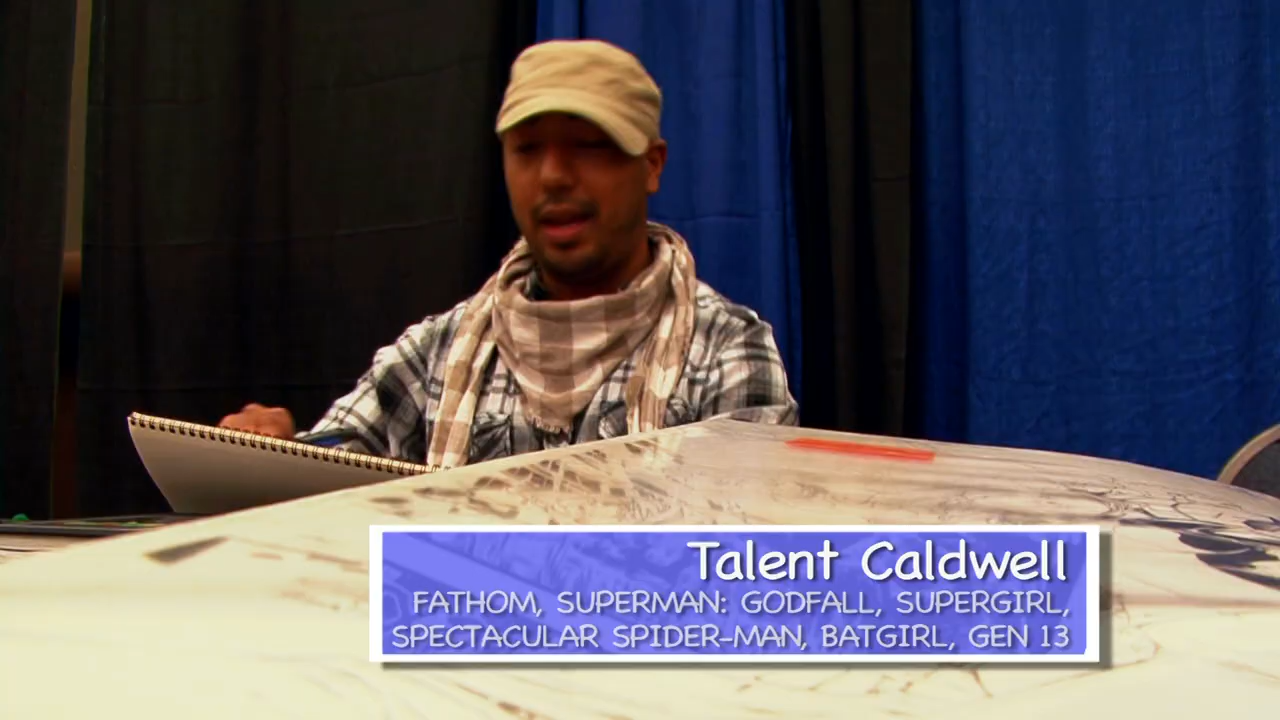 Talent Caldwell
FATHOM, SUPERMAN: GODFALL, SUPERGIRL,
SPECTACULAR SPIDER-MAN, BATGIRL, GEN 13